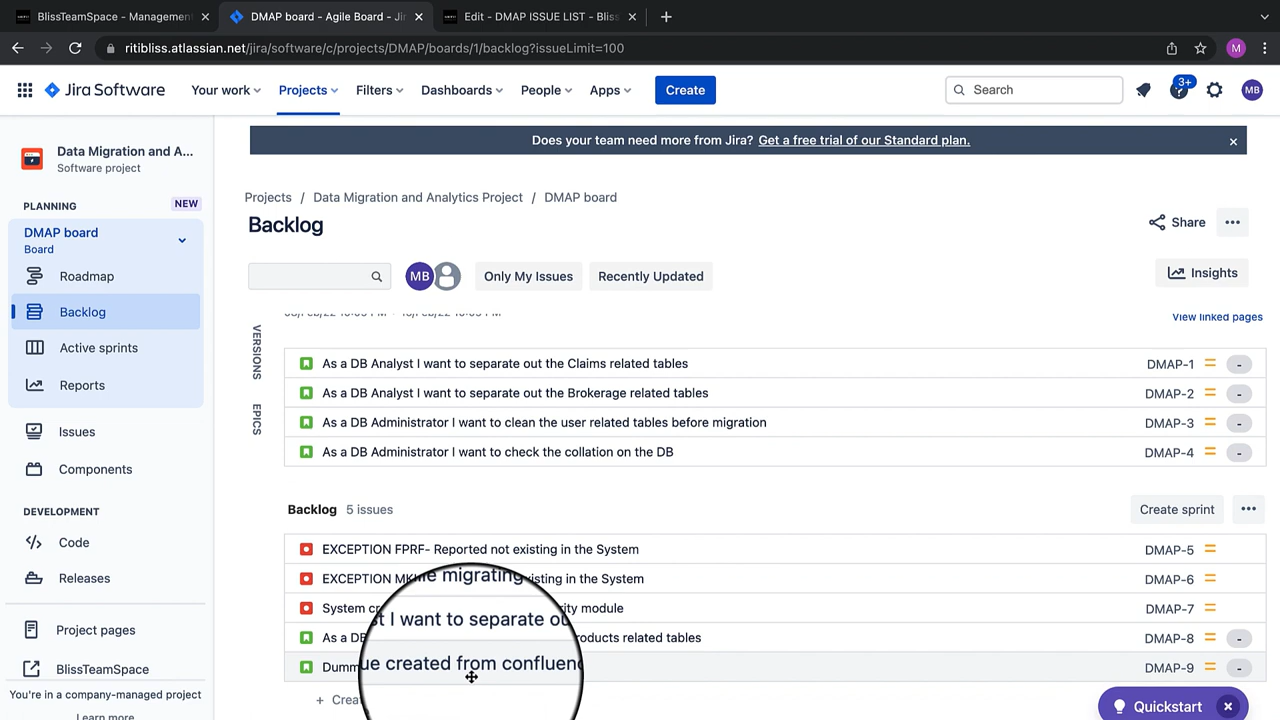 BlissTeamSpace - Management
DMAP board - Agile Board - Jir
Edit - DMAP ISSUE LIST - Bliss
ritibliss.atlassian.net/jira/software/c/projects/DMAP/boards/1/backlog?issueLimit=100
M
Jira Software
Your work
Projects
Filters
Dashboards
People
Apps
Create
Search
3+
MB
Does your team need more from Jira? Get a free trial of our Standard plan.
Data Migration and A...
Software project
PLANNING
NEW
DMAP board
Board
Roadmap
Backlog
Active sprints
Reports
Issues
Components
DEVELOPMENT
Code
Releases
Project pages
BlissTeamSpace
You're in a company-managed project
Learn more
Projects / Data Migration and Analytics Project / DMAP board
Backlog
Share
MB
Only My Issues
Recently Updated
Insights
View linked pages
VERSIONS
EPICS
As a DB Analyst I want to separate out the Claims related tables DMAP-1 -
As a DB Analyst I want to separate out the Brokerage related tables DMAP-2 -
As a DB Administrator I want to clean the user related tables before migration DMAP-3 -
As a DB Administrator I want to check the collation on the DB DMAP-4 -
Backlog 5 issues
Create sprint
EXCEPTION FPRF- Reported not existing in the System DMAP-5
EXCEPTION MK e migrating isting in the System DMAP-6
System cr rity module DMAP-7
As a DB st I want to separate ou roducts related tables DMAP-8 -
Dumm ue created from confluenc DMAP-9 -
+ Crea
Quickstart